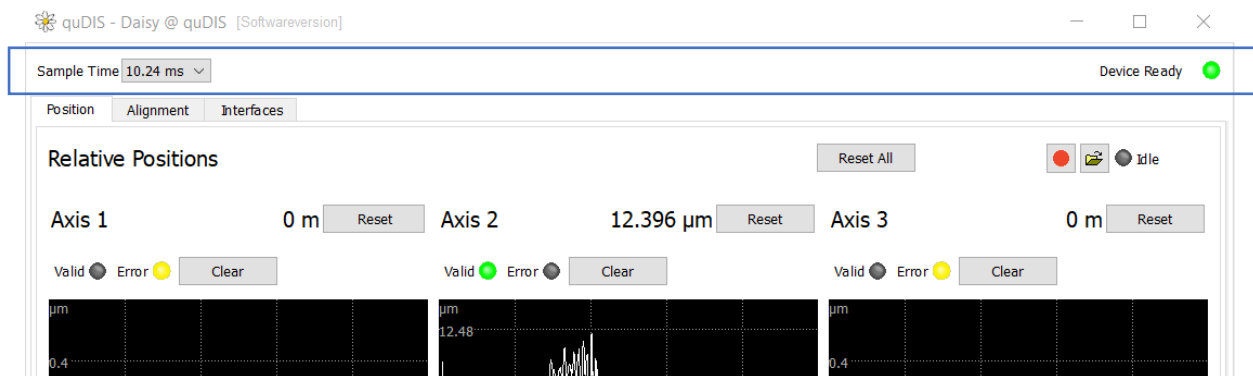 quDIS - Daisy @ quDIS [Softwareversion]
Sample Time 10.24 ms Device Ready
Position Alignment Interfaces
Relative Positions Reset All Idle
Axis 1 0 m Reset Axis 2 12.396 µm Reset Axis 3 0 m Reset
Valid Error Clear Valid Error Clear Valid Error Clear
µm µm µm
12.48
0.4 0.4